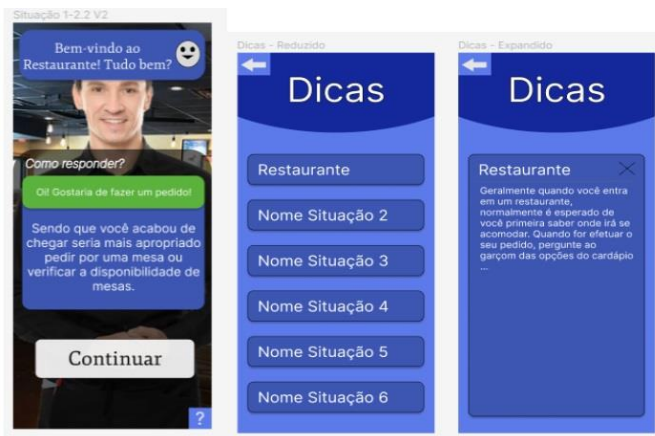 Situação 1-2.2 V2
Bem-vindo ao
Restaurante! Tudo bem?
Como responder?
Oi! Gostaria de fazer um pedido!
Sendo que você acabou de
chegar seria mais apropriado
pedir por uma mesa ou
verificar a disponibilidade de
mesas.
Continuar
?
Dicas - Reduzido
Dicas
Restaurante
Nome Situação 2
Nome Situação 3
Nome Situação 4
Nome Situação 5
Nome Situação 6
Dicas - Expandido
Dicas
Restaurante
Geralmente quando você entra
em um restaurante,
normalmente é esperado de
você primeira saber onde irá se
acomodar. Quando for efetuar o
seu pedido, pergunte ao
garçom das opções do cardápio
...